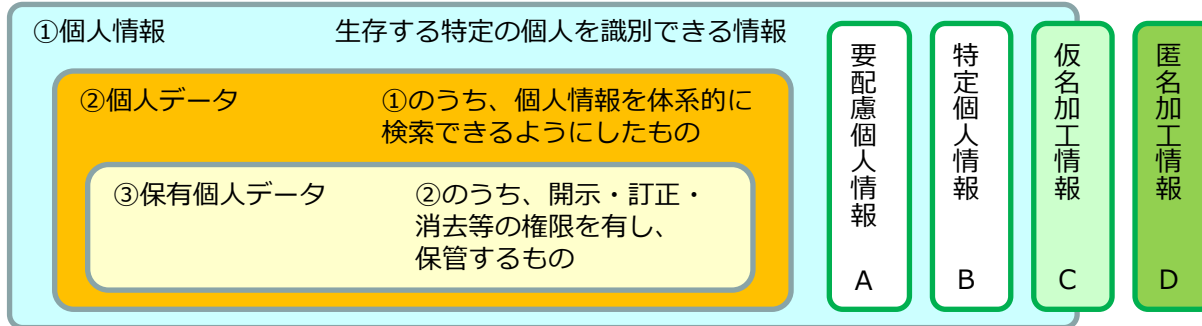 ①個人情報 生存する特定の個人を識別できる情報
②個人データ ①のうち、個人情報を体系的に
検索できるようにしたもの
③保有個人データ ②のうち、開示・訂正・
消去等の権限を有し、
保管するもの
要配慮個人情報 A
特定個人情報 B
仮名加工情報 C
匿名加工情報 D